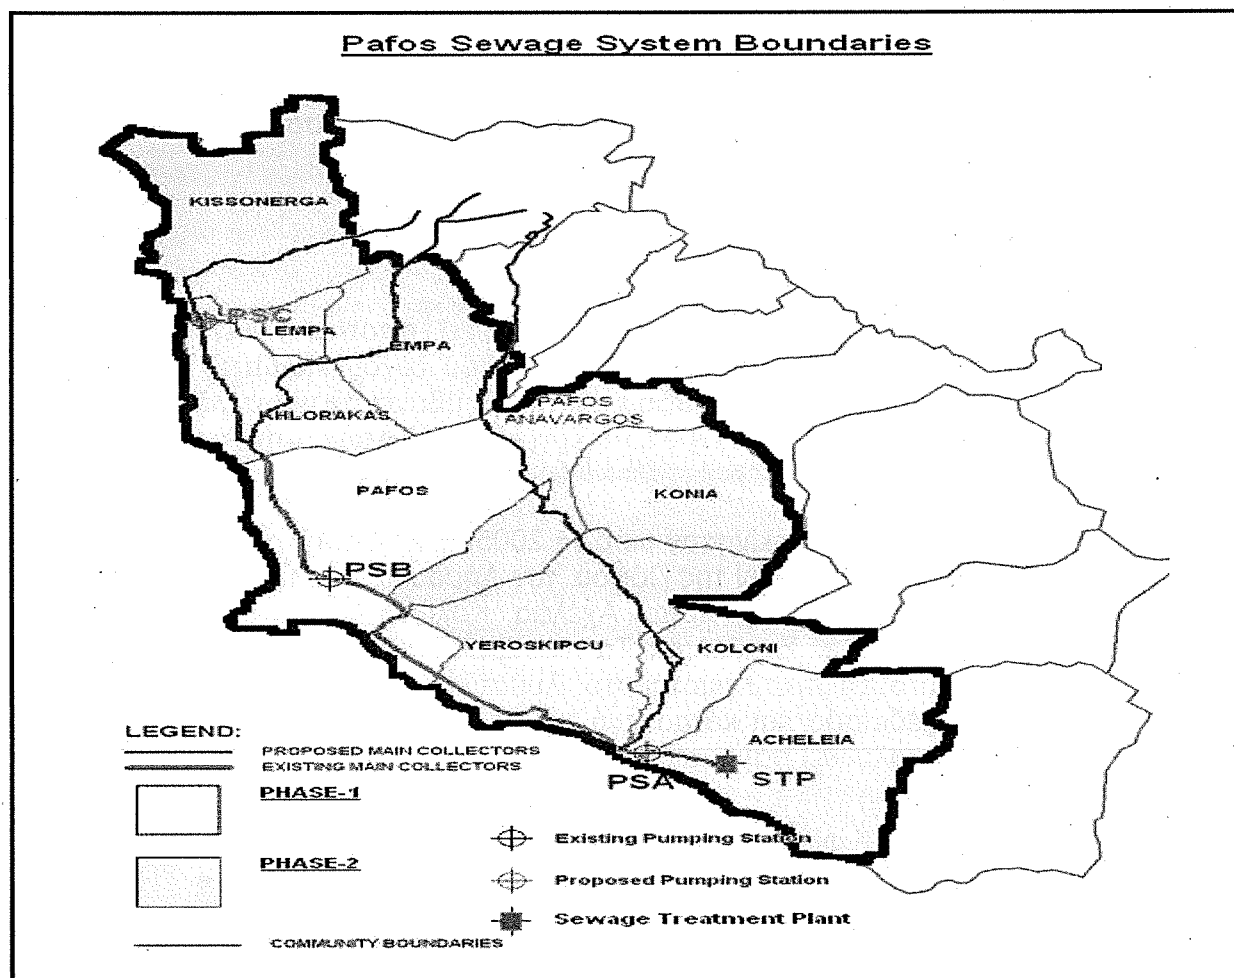 Pafos Sewage System Boundaries
KISSONERGA
PSC
LEMPA
EMPA
KHLORAKAS
PAFOS
ANAVARGOS
PAFOS
KONIA
PSB
YEROSKIPCU
KOLONI
ACHELEIA
PSA
STP
LEGEND:
PROPOSED MAIN COLLECTORS
EXISTING MAIN COLLECTORS
PHASE-1
PHASE-2
COMMUNITY BOUNDARIES
Existing Pumping Station
Proposed Pumping Station
Sewage Treatment Plant